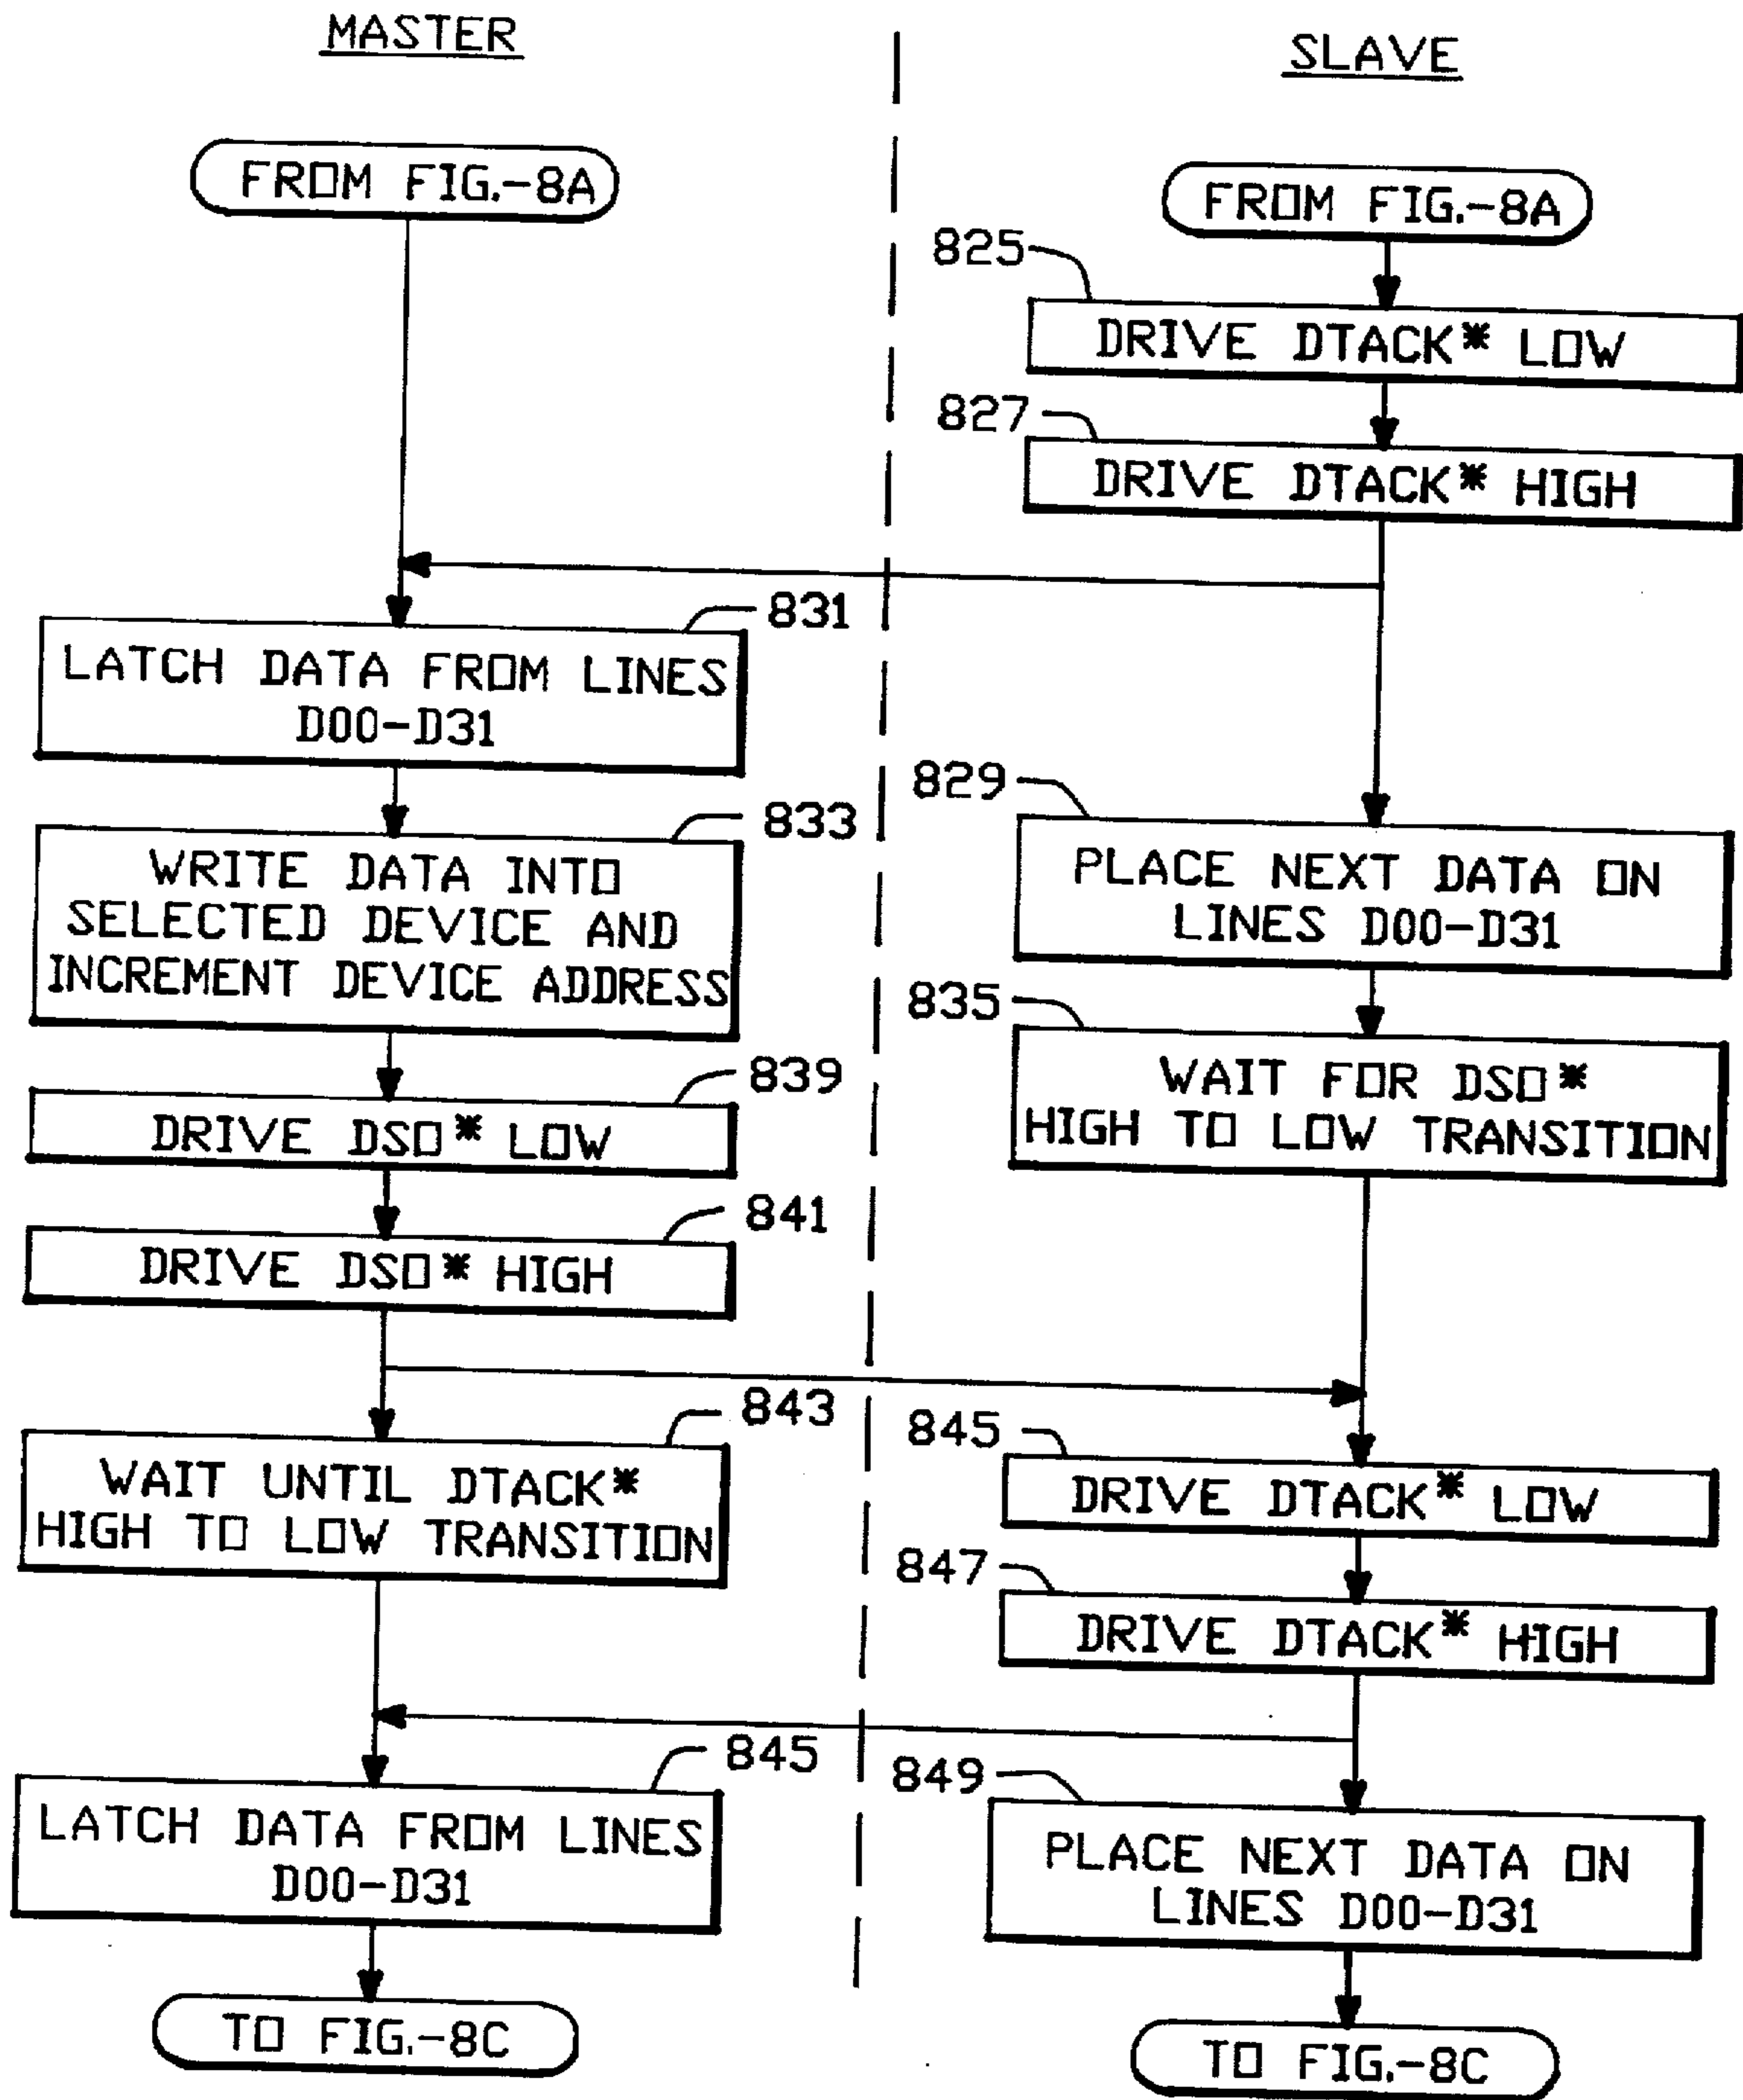 MASTER
SLAVE
FROM FIG.-8A
FROM FIG.-8A
825
DRIVE DTACK* LOW
827
DRIVE DTACK* HIGH
831
LATCH DATA FROM LINES
D00-D31
829
833
WRITE DATA INTO
SELECTED DEVICE AND
INCREMENT DEVICE ADDRESS
PLACE NEXT DATA ON
LINES D00-D31
835
839
DRIVE DSO* LOW
WAIT FOR DSO*
HIGH TO LOW TRANSITION
841
DRIVE DSO* HIGH
843
WAIT UNTIL DTACK*
HIGH TO LOW TRANSITION
845
DRIVE DTACK* LOW
847
DRIVE DTACK* HIGH
845
LATCH DATA FROM LINES
D00-D31
849
PLACE NEXT DATA ON
LINES D00-D31
TO FIG.-8C
TO FIG.-8C